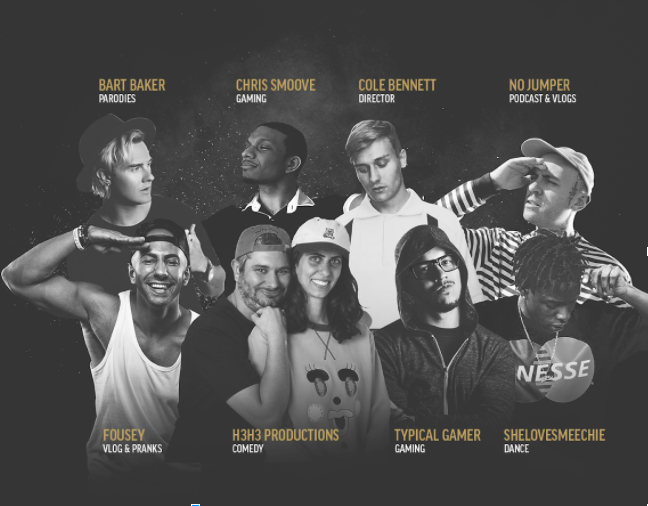 BART BAKER
PARODIES
CHRIS SMOOVE
GAMING
COLE BENNETT
DIRECTOR
NO JUMPER
PODCAST & VLOGS
NESSE
FOUSEY
VLOG & PRANKS
H3H3 PRODUCTIONS
COMEDY
TYPICAL GAMER
GAMING
SHELOVESMEECHIE
DANCE